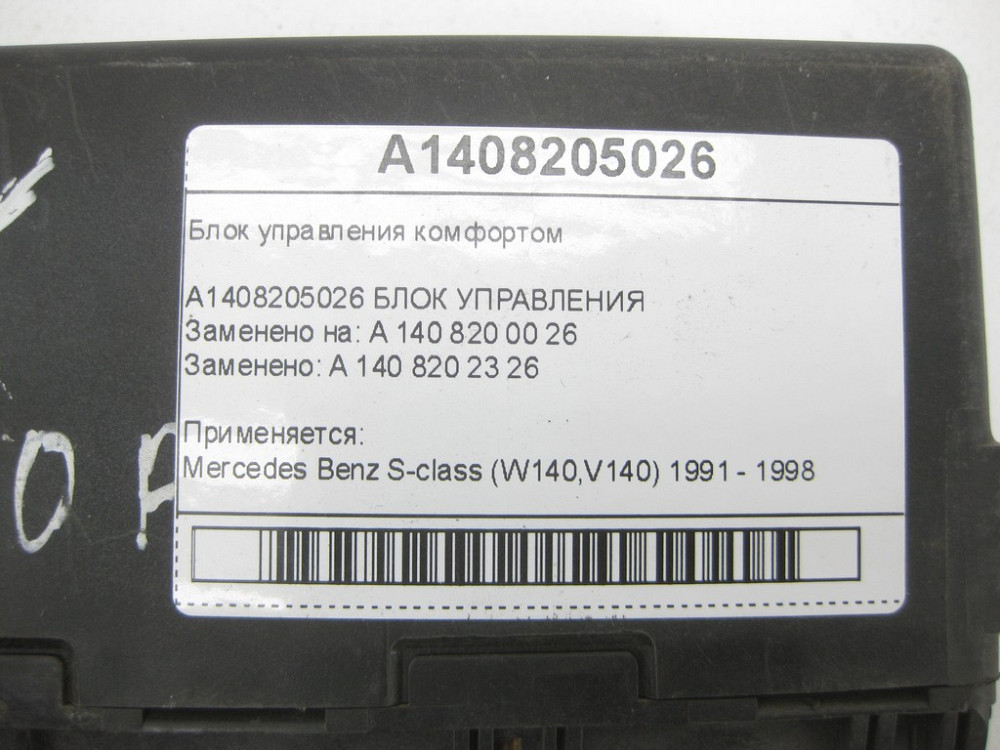 A1408205026
Блок управления комфортом
A1408205026 БЛОК УПРАВЛЕНИЯ
Заменено на: A 140 820 00 26
Заменено: A 140 820 23 26
Применяется:
Mercedes Benz S-class (W140,V140) 1991 - 1998